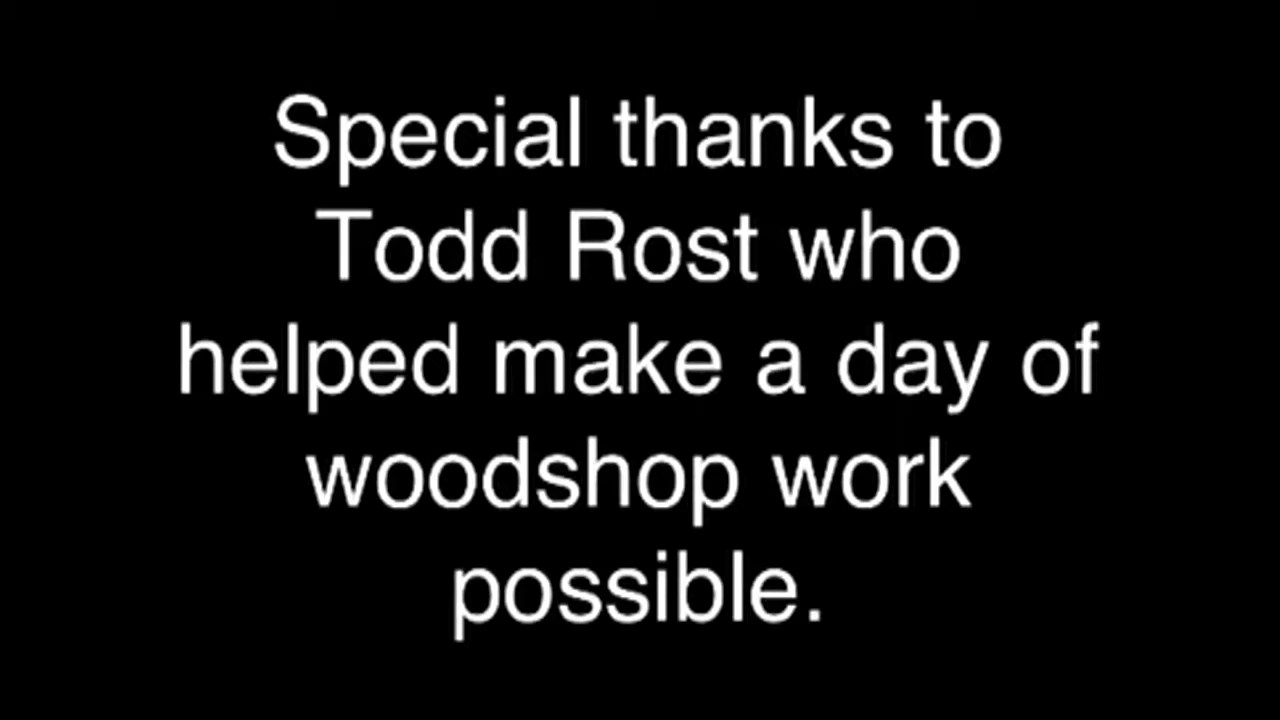 Special thanks to
Todd Rost who
helped make a day of
woodshop work
possible.